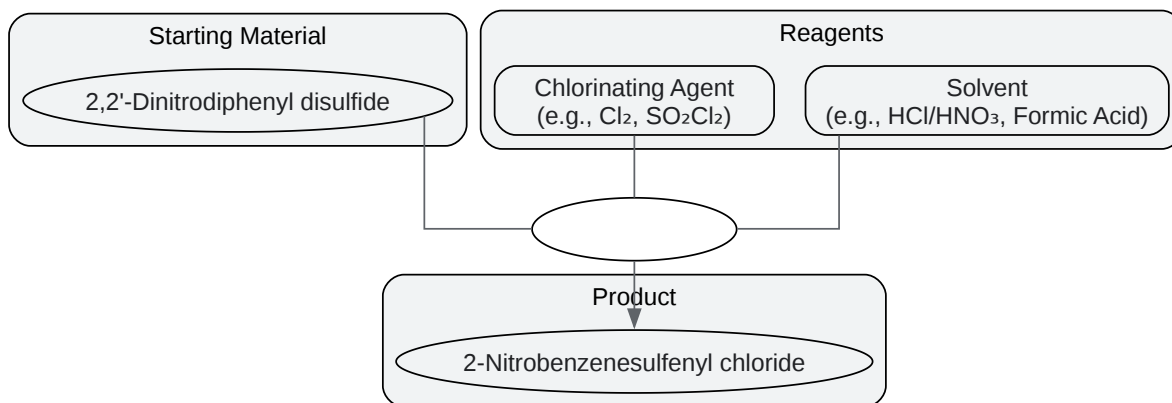 Starting Material
2,2'-Dinitrodiphenyl disulfide
Reagents
Chlorinating Agent
(e.g., Cl₂, SO₂Cl₂)
Solvent
(e.g., HCl/HNO₃, Formic Acid)
Product
2-Nitrobenzenesulfenyl chloride